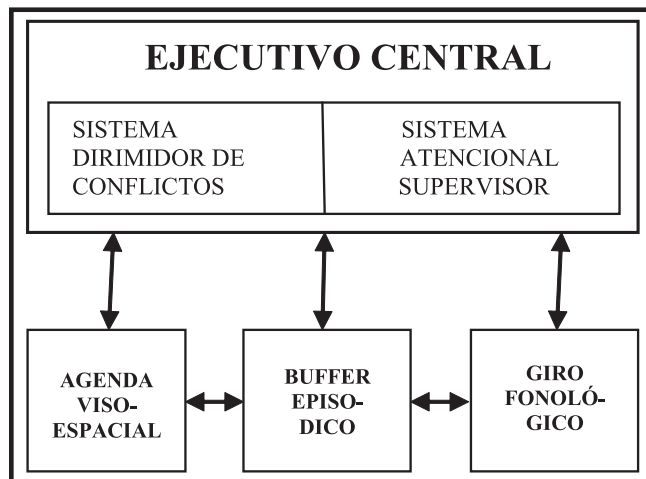 EJECUTIVO CENTRAL
SISTEMA
DIRIMIDOR DE
CONFLICTOS
SISTEMA
ATENCIONAL
SUPERVISOR
AGENDA
VISO-
ESPACIAL
BUFFER
EPISO-
DICO
GIRO
FONOLÓ-
GICO